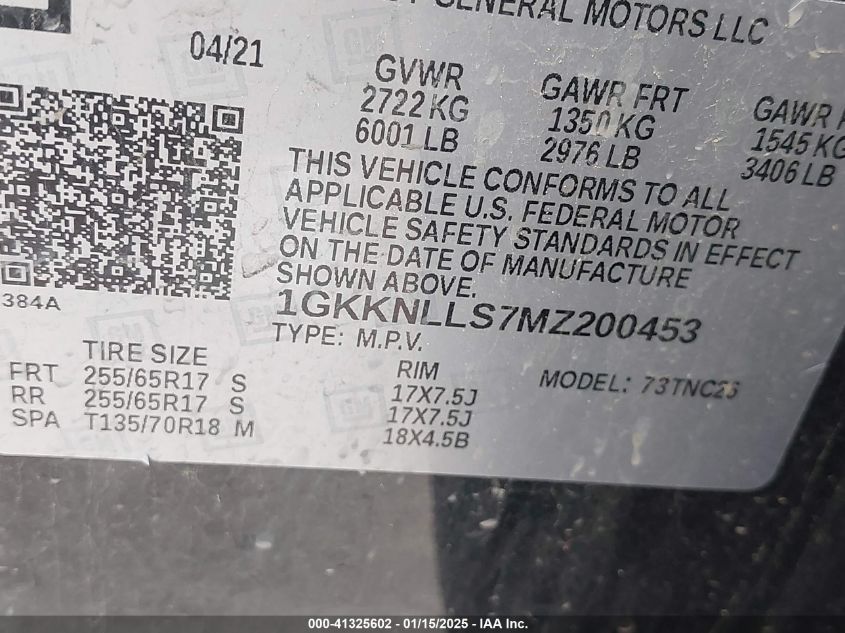 GENERAL MOTORS LLC
04/21
GVWR GAWR FRT GAWR
2722 KG 1350 KG 1545 KG
6001 LB 2976 LB 3406 LB
THIS VEHICLE CONFORMS TO ALL
APPLICABLE U.S. FEDERAL MOTOR
VEHICLE SAFETY STANDARDS IN EFFECT
ON THE DATE OF MANUFACTURE
SHOWN ABOVE.
384A
1GKKNLLS7MZ200453
TYPE: M.P.V.
TIRE SIZE RIM MODEL: 73TNC26
FRT 255/65R17 S 17X7.5J
RR 255/65R17 S 17X7.5J
SPA T135/70R18 M 18X4.5B
000-41325602 - 01/15/2025 - IAA Inc.